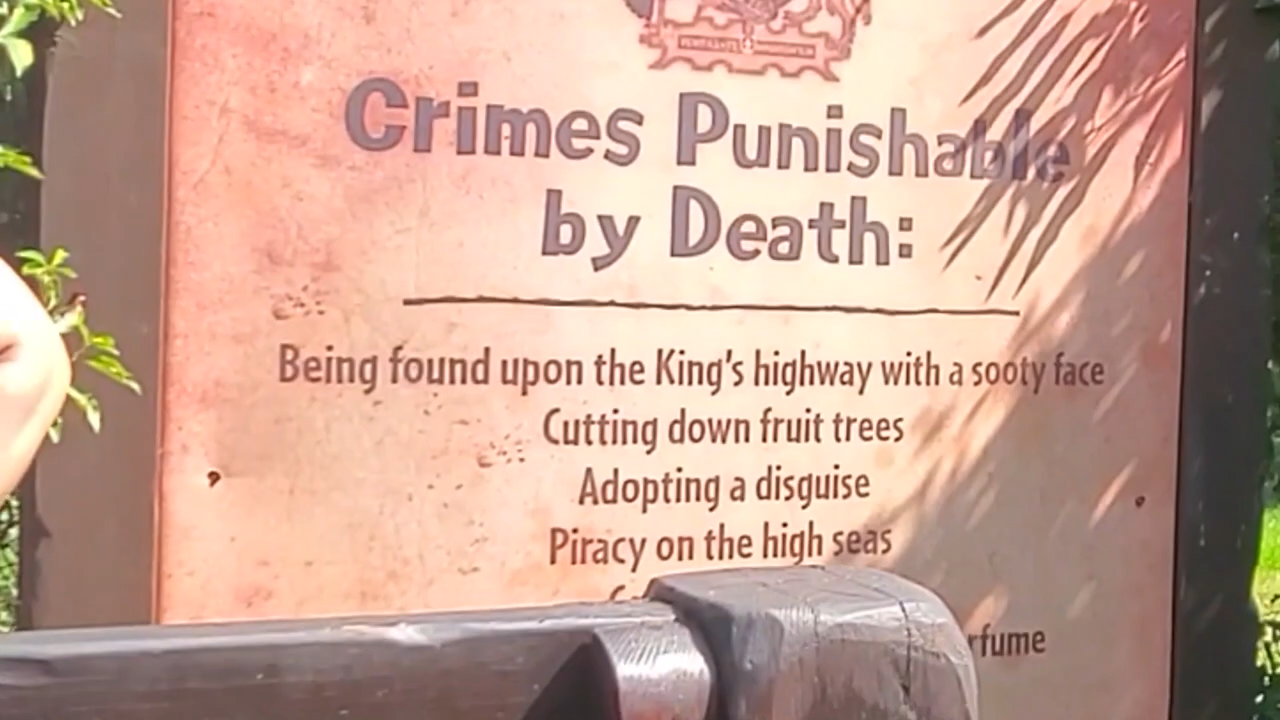 Crimes Punishable
by Death:
Being found upon the King's highway with a sooty face
Cutting down fruit trees
Adopting a disguise
Piracy on the high seas